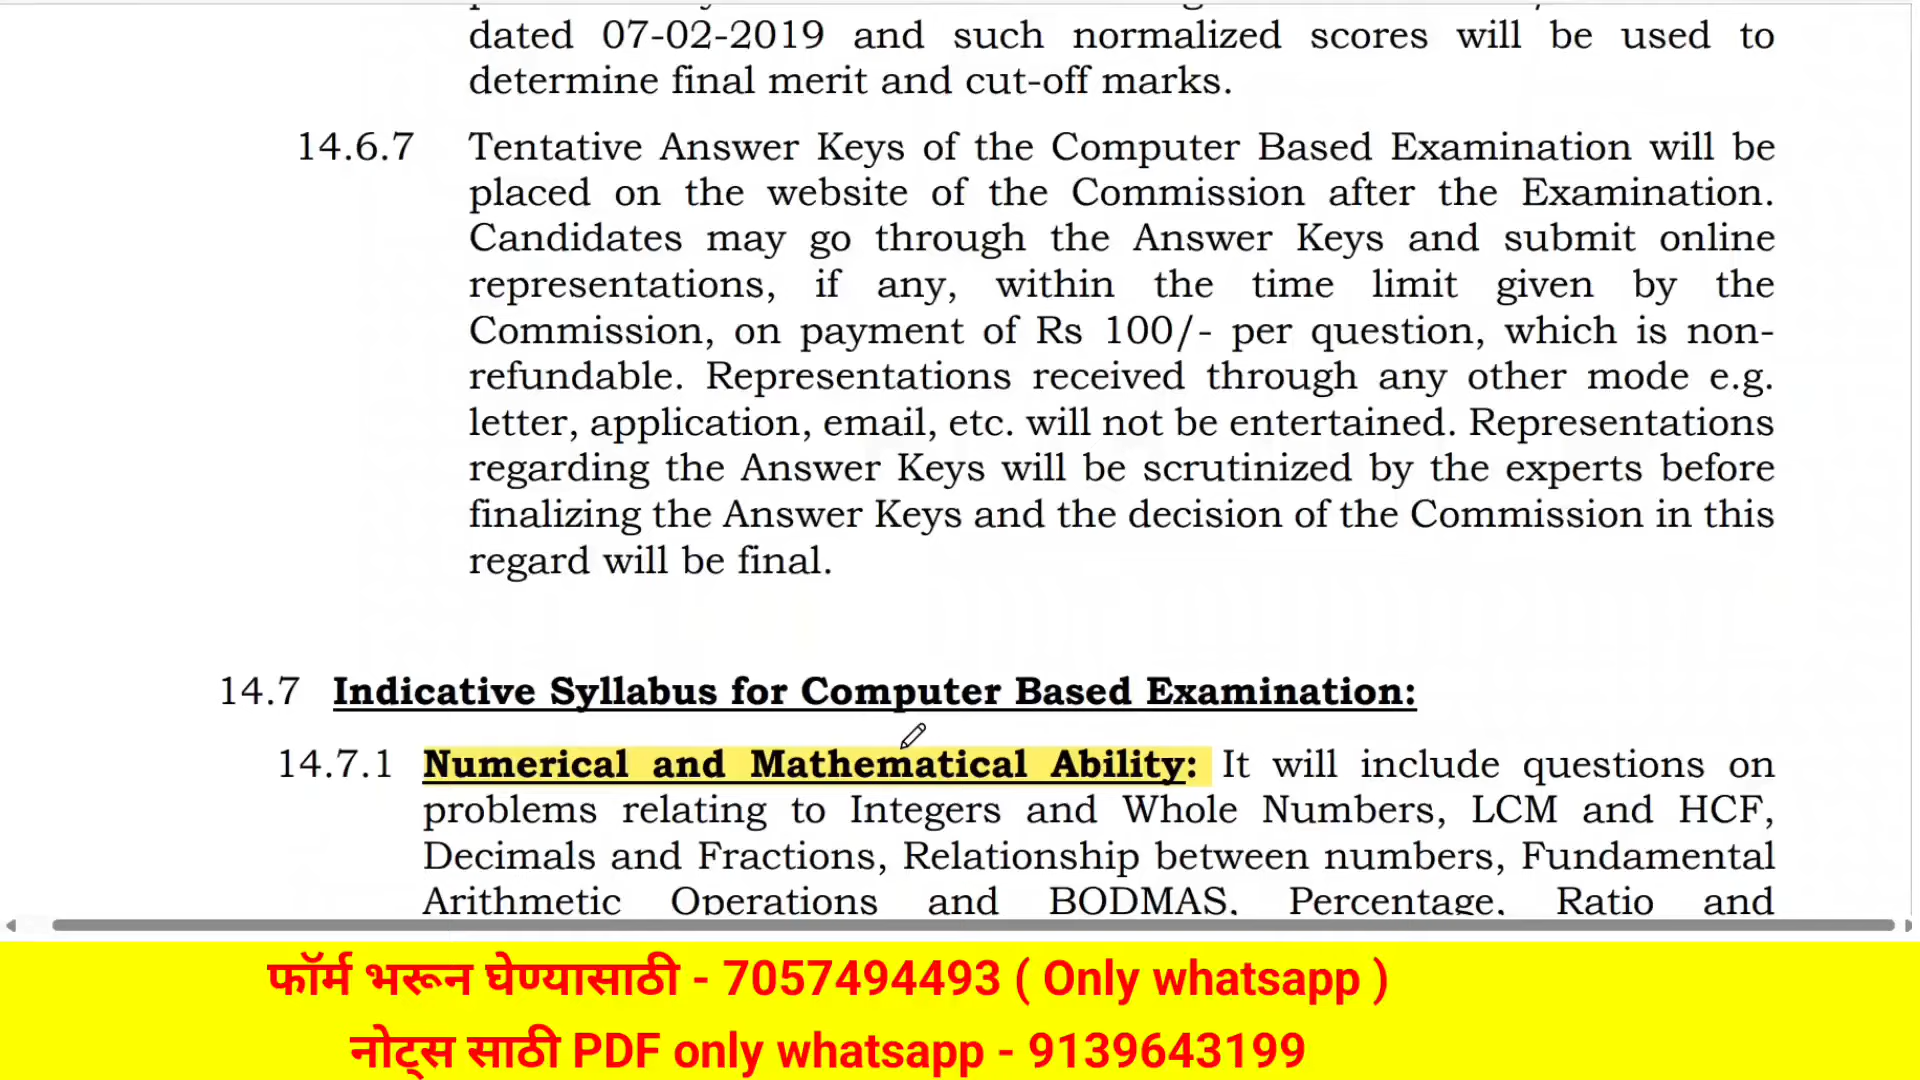 dated 07-02-2019 and such normalized scores will be used to
determine final merit and cut-off marks.
14.6.7 Tentative Answer Keys of the Computer Based Examination will be
placed on the website of the Commission after the Examination.
Candidates may go through the Answer Keys and submit online
representations, if any, within the time limit given by the
Commission, on payment of Rs 100/- per question, which is non-
refundable. Representations received through any other mode e.g.
letter, application, email, etc. will not be entertained. Representations
regarding the Answer Keys will be scrutinized by the experts before
finalizing the Answer Keys and the decision of the Commission in this
regard will be final.
14.7 Indicative Syllabus for Computer Based Examination:
14.7.1 Numerical and Mathematical Ability: It will include questions on
problems relating to Integers and Whole Numbers, LCM and HCF,
Decimals and Fractions, Relationship between numbers, Fundamental
Arithmetic Operations and BODMAS, Percentage, Ratio and
फॉर्म भरून घेण्यासाठी - 7057494493 ( Only whatsapp )
नोट्स साठी PDF only whatsapp - 9139643199